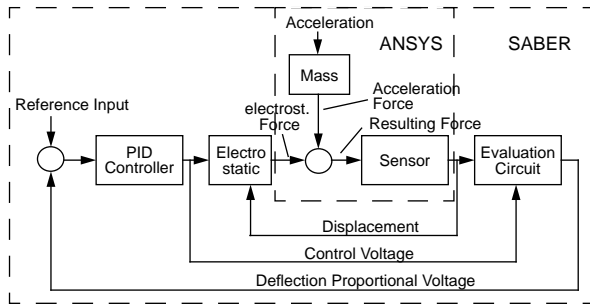 Acceleration
ANSYS
SABER
Mass
Reference Input
Acceleration
Force
electrost.
Force
Resulting Force
PID
Controller
Electro
static
Sensor
Evaluation
Circuit
Displacement
Control Voltage
Deflection Proportional Voltage